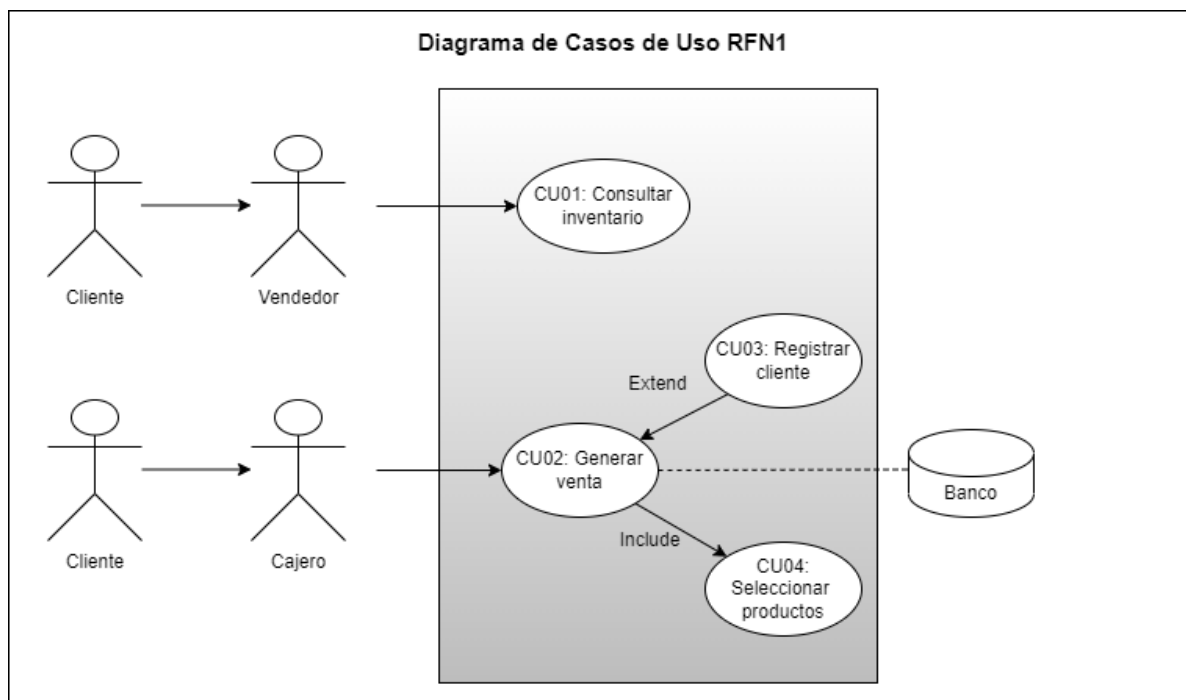 Diagrama de Casos de Uso RFN1
CU01: Consultar
inventario
Cliente
Vendedor
CU03: Registrar
cliente
Extend
CU02: Generar
venta
Banco
Include
Cliente
Cajero
CU04:
Seleccionar
productos